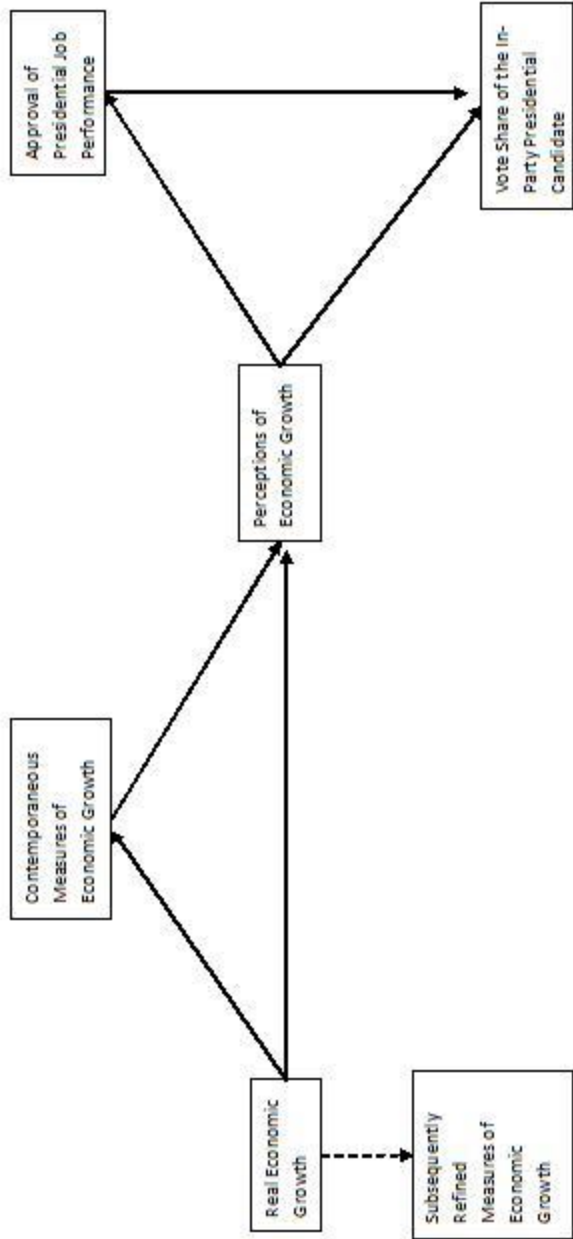 Real Economic
Growth
Subsequently
Refined
Measures of
Economic
Growth
Contemporaneous
Measures of
Economic Growth
Perceptions of
Economic Growth
Approval of
Presidential Job
Performance
Vote Share of the In-
Party Presidential
Candidate